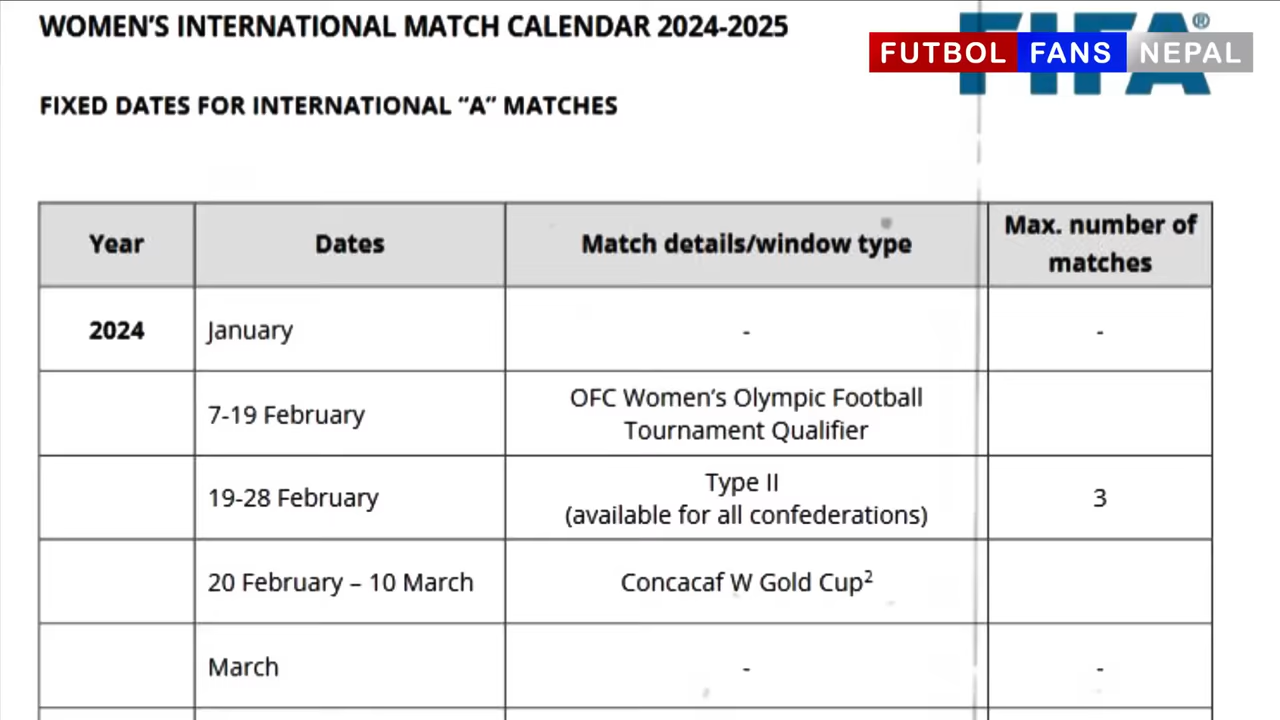 WOMEN'S INTERNATIONAL MATCH CALENDAR 2024-2025
FIFA®
FUTBOL FANS NEPAL
FIXED DATES FOR INTERNATIONAL “A” MATCHES
Year Dates Match details/window type Max. number of matches
2024 January - -
7-19 February OFC Women’s Olympic Football
Tournament Qualifier
19-28 February Type II
(available for all confederations) 3
20 February – 10 March Concacaf W Gold Cup²
March - -